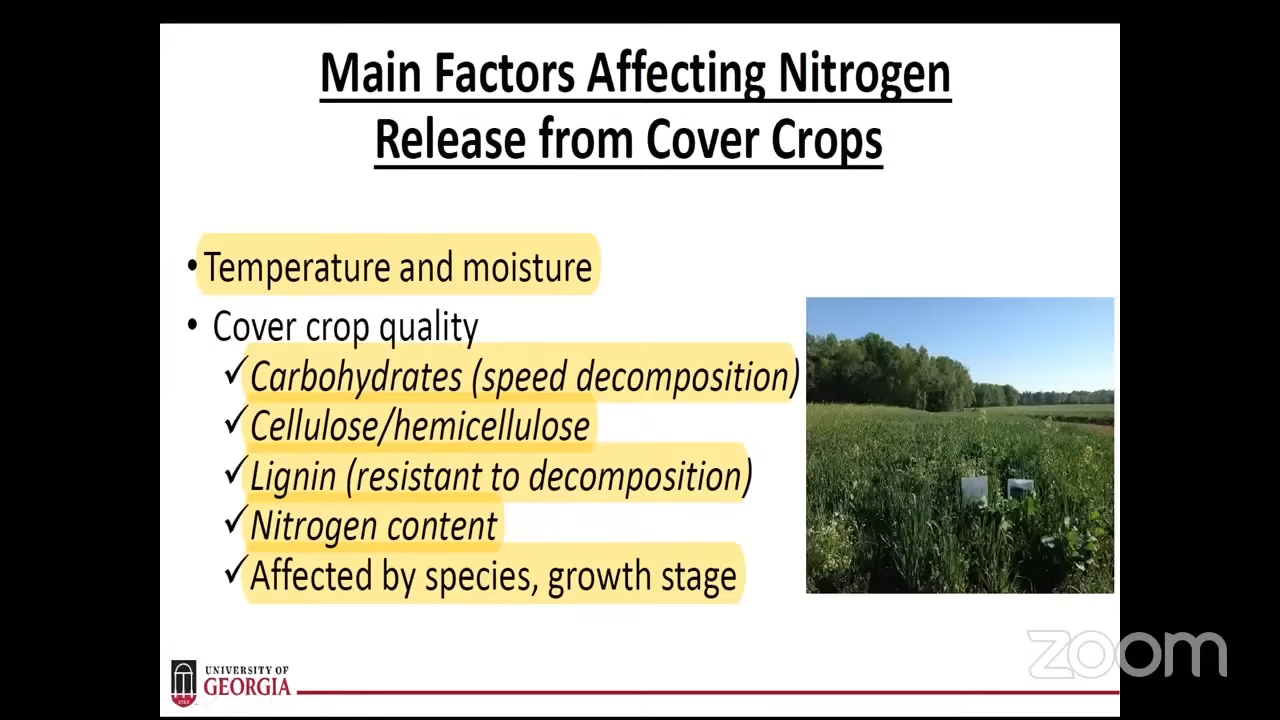 Main Factors Affecting Nitrogen
Release from Cover Crops
• Temperature and moisture
• Cover crop quality
✓ Carbohydrates (speed decomposition)
✓ Cellulose/hemicellulose
✓ Lignin (resistant to decomposition)
✓ Nitrogen content
✓ Affected by species, growth stage
UNIVERSITY OF
GEORGIA
1785
zoom